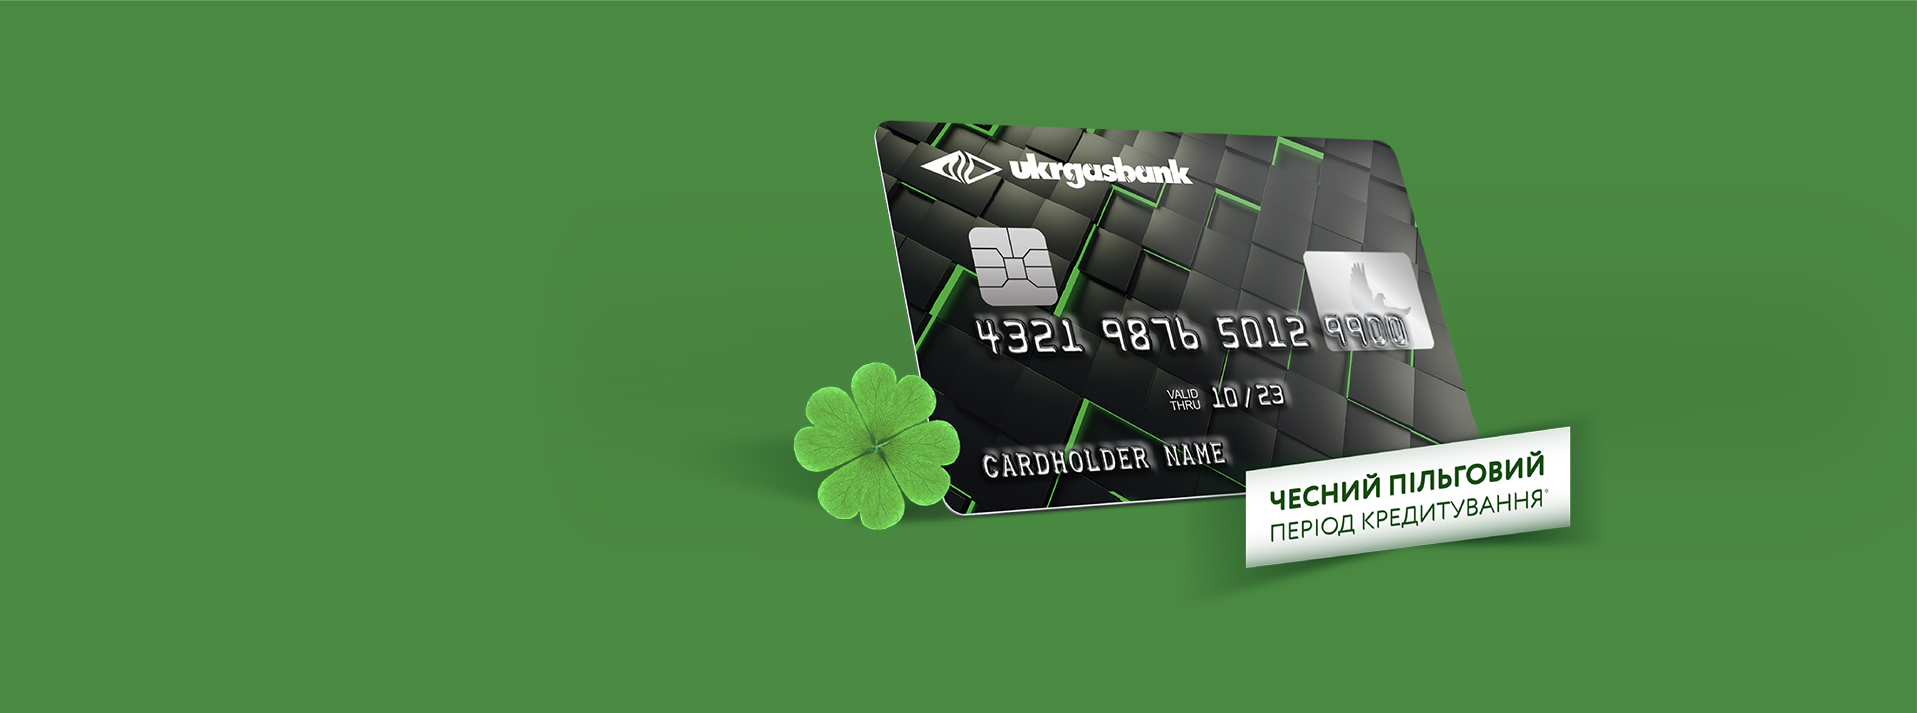 ukrgasbank
4321 9876 5012 9900
VALID
THRU 10/23
CARDHOLDER NAME
ЧЕСНИЙ ПІЛЬГОВИЙ
ПЕРІОД КРЕДИТУВАННЯ*